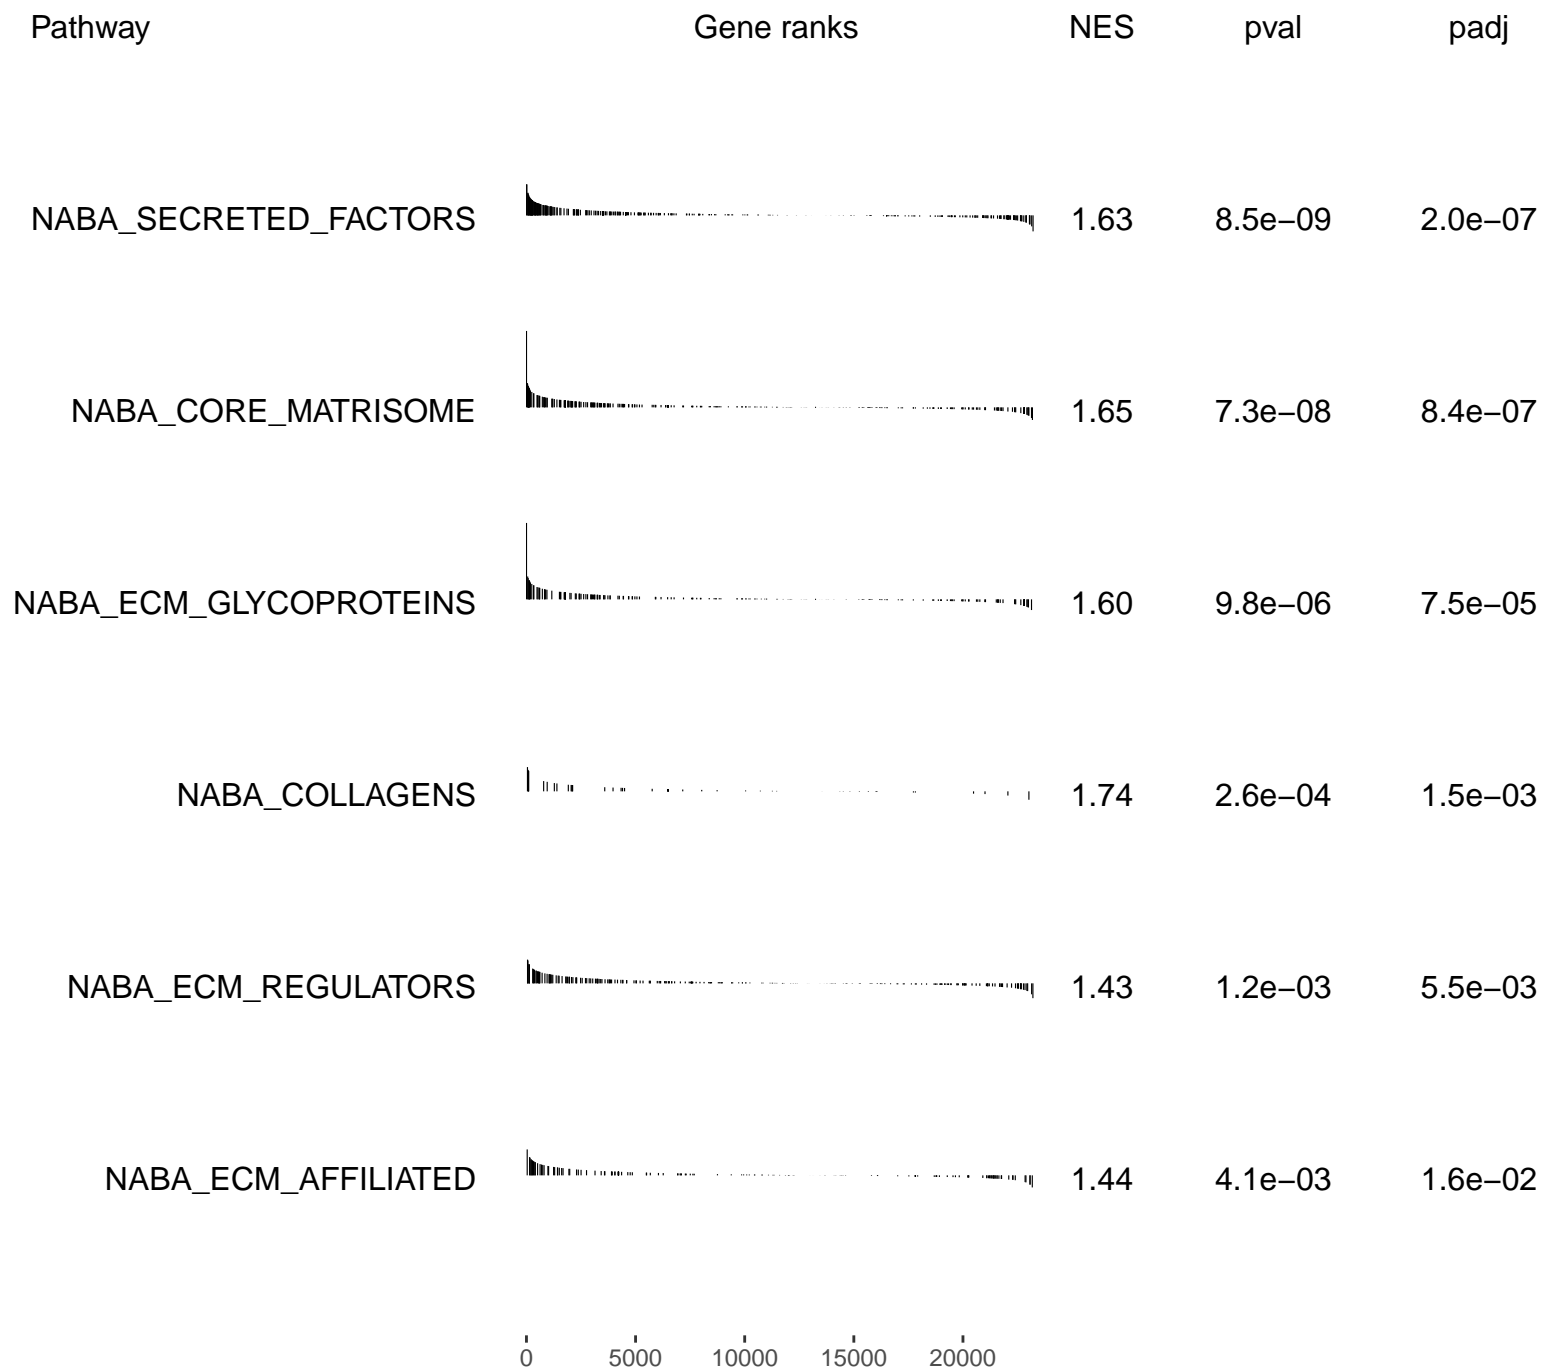 Pathway Gene ranks NES pval padj
NABA_SECRETED_FACTORS 1.63 8.5e−09 2.0e−07
NABA_CORE_MATRISOME 1.65 7.3e−08 8.4e−07
NABA_ECM_GLYCOPROTEINS 1.60 9.8e−06 7.5e−05
NABA_COLLAGENS 1.74 2.6e−04 1.5e−03
NABA_ECM_REGULATORS 1.43 1.2e−03 5.5e−03
NABA_ECM_AFFILIATED 1.44 4.1e−03 1.6e−02
0 5000 10000 15000 20000